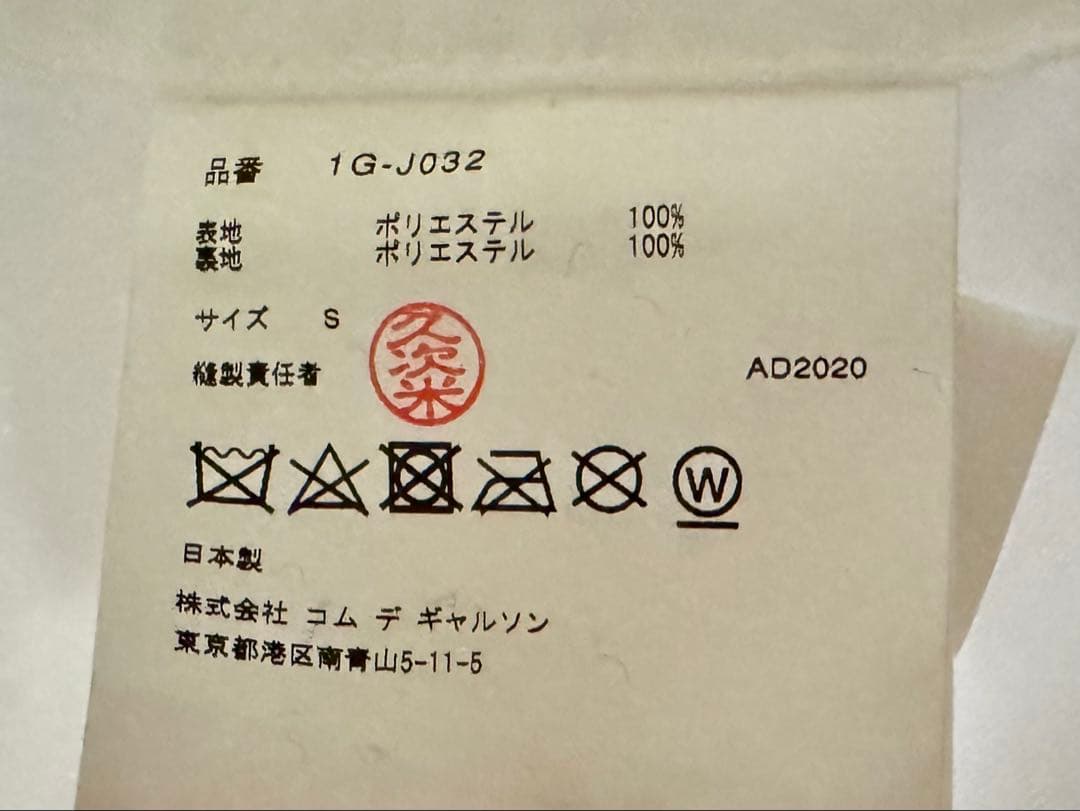 品番 1G-J032
表地 ポリエステル 100%
裏地 ポリエステル 100%
サイズ S
久次米
縫製責任者
AD2020
W
日本製
株式会社 コム デ ギャルソン
東京都港区南青山5-11-5